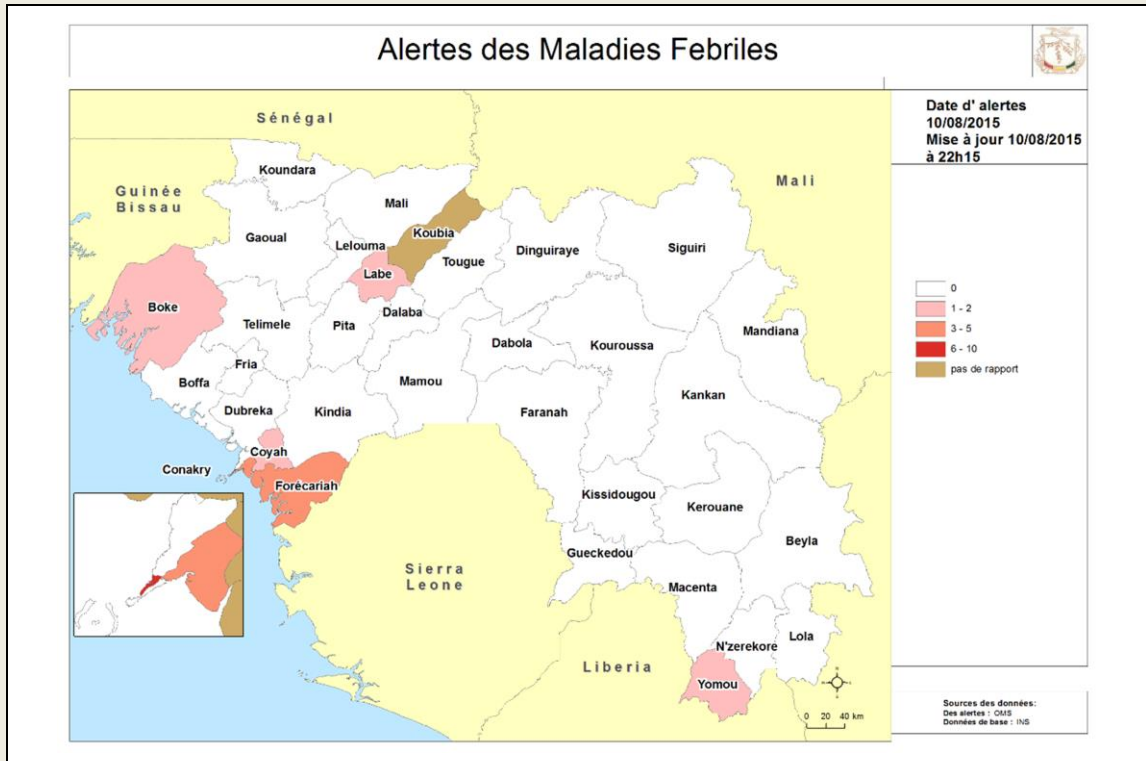 Alertes des Maladies Febriles
Date d' alertes
10/08/2015
Mise à jour 10/08/2015
à 22h15
Sénégal
Guinée
Bissau
Mali
Koundara
Mali
Koubia
Gaoual
Lelouma
Tougue
Dinguiraye
Siguiri
Labe
Boke
Dalaba
Telimele
Pita
Dabola
Kouroussa
Mandiana
Fria
Boffa
Mamou
Kankan
Dubreka
Kindia
Faranah
Coyah
Conakry
Forécariah
Kissidougou
Kerouane
Beyla
Gueckedou
Sierra
Leone
Macenta
N'zerekore
Lola
Liberia
Yomou
0 20 40 km
0
1 - 2
3 - 5
6 - 10
pas de rapport
Sources des données:
Des alertes : OMS
Données de base : INS